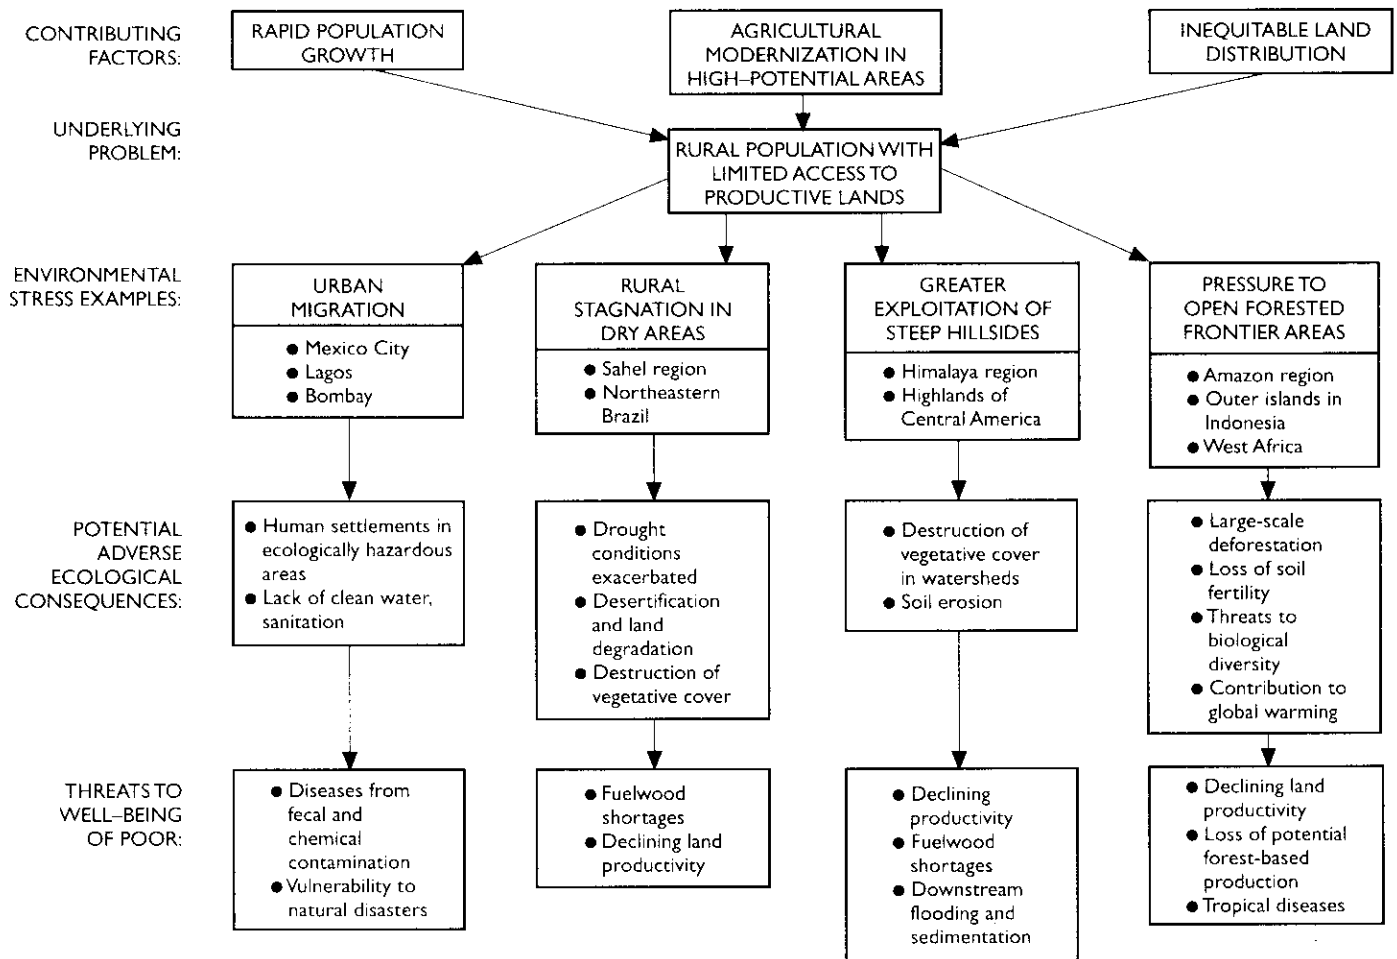 CONTRIBUTING
FACTORS:
RAPID POPULATION
GROWTH
AGRICULTURAL
MODERNIZATION IN
HIGH–POTENTIAL AREAS
INEQUITABLE LAND
DISTRIBUTION
UNDERLYING
PROBLEM:
RURAL POPULATION WITH
LIMITED ACCESS TO
PRODUCTIVE LANDS
ENVIRONMENTAL
STRESS EXAMPLES:
URBAN
MIGRATION
● Mexico City
● Lagos
● Bombay
RURAL
STAGNATION IN
DRY AREAS
● Sahel region
● Northeastern
Brazil
GREATER
EXPLOITATION OF
STEEP HILLSIDES
● Himalaya region
● Highlands of
Central America
PRESSURE TO
OPEN FORESTED
FRONTIER AREAS
● Amazon region
● Outer islands in
Indonesia
● West Africa
POTENTIAL
ADVERSE
ECOLOGICAL
CONSEQUENCES:
● Human settlements in
ecologically hazardous
areas
● Lack of clean water,
sanitation
● Drought
conditions
exacerbated
● Desertification
and land
degradation
● Destruction of
vegetative cover
● Destruction of
vegetative cover
in watersheds
● Soil erosion
● Large-scale
deforestation
● Loss of soil
fertility
● Threats to
biological
diversity
● Contribution to
global warming
THREATS TO
WELL–BEING
OF POOR:
● Diseases from
fecal and
chemical
contamination
● Vulnerability to
natural disasters
● Fuelwood
shortages
● Declining land
productivity
● Declining
productivity
● Fuelwood
shortages
● Downstream
flooding and
sedimentation
● Declining land
productivity
● Loss of potential
forest-based
production
● Tropical diseases